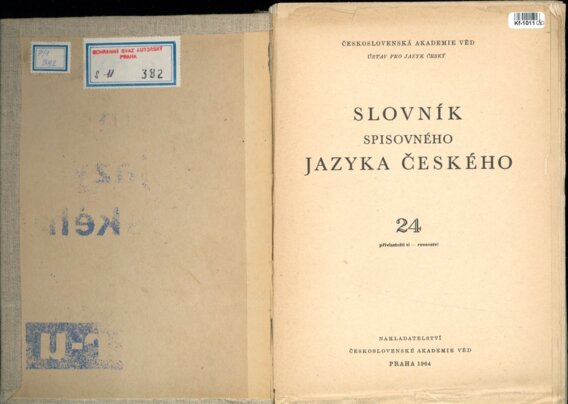 OCHRANNÝ SVAZ AUTORSKÝ
PRAHA
S-11 382
ČESKOSLOVENSKÁ AKADEMIE VĚD
ÚSTAV PRO JAZYK ČESKÝ
SLOVNÍK
SPISOVNÉHO
JAZYKA ČESKÉHO
24
NAKLADATELSTVÍ
ČESKOSLOVENSKÉ AKADEMIE VĚD
PRAHA 1964